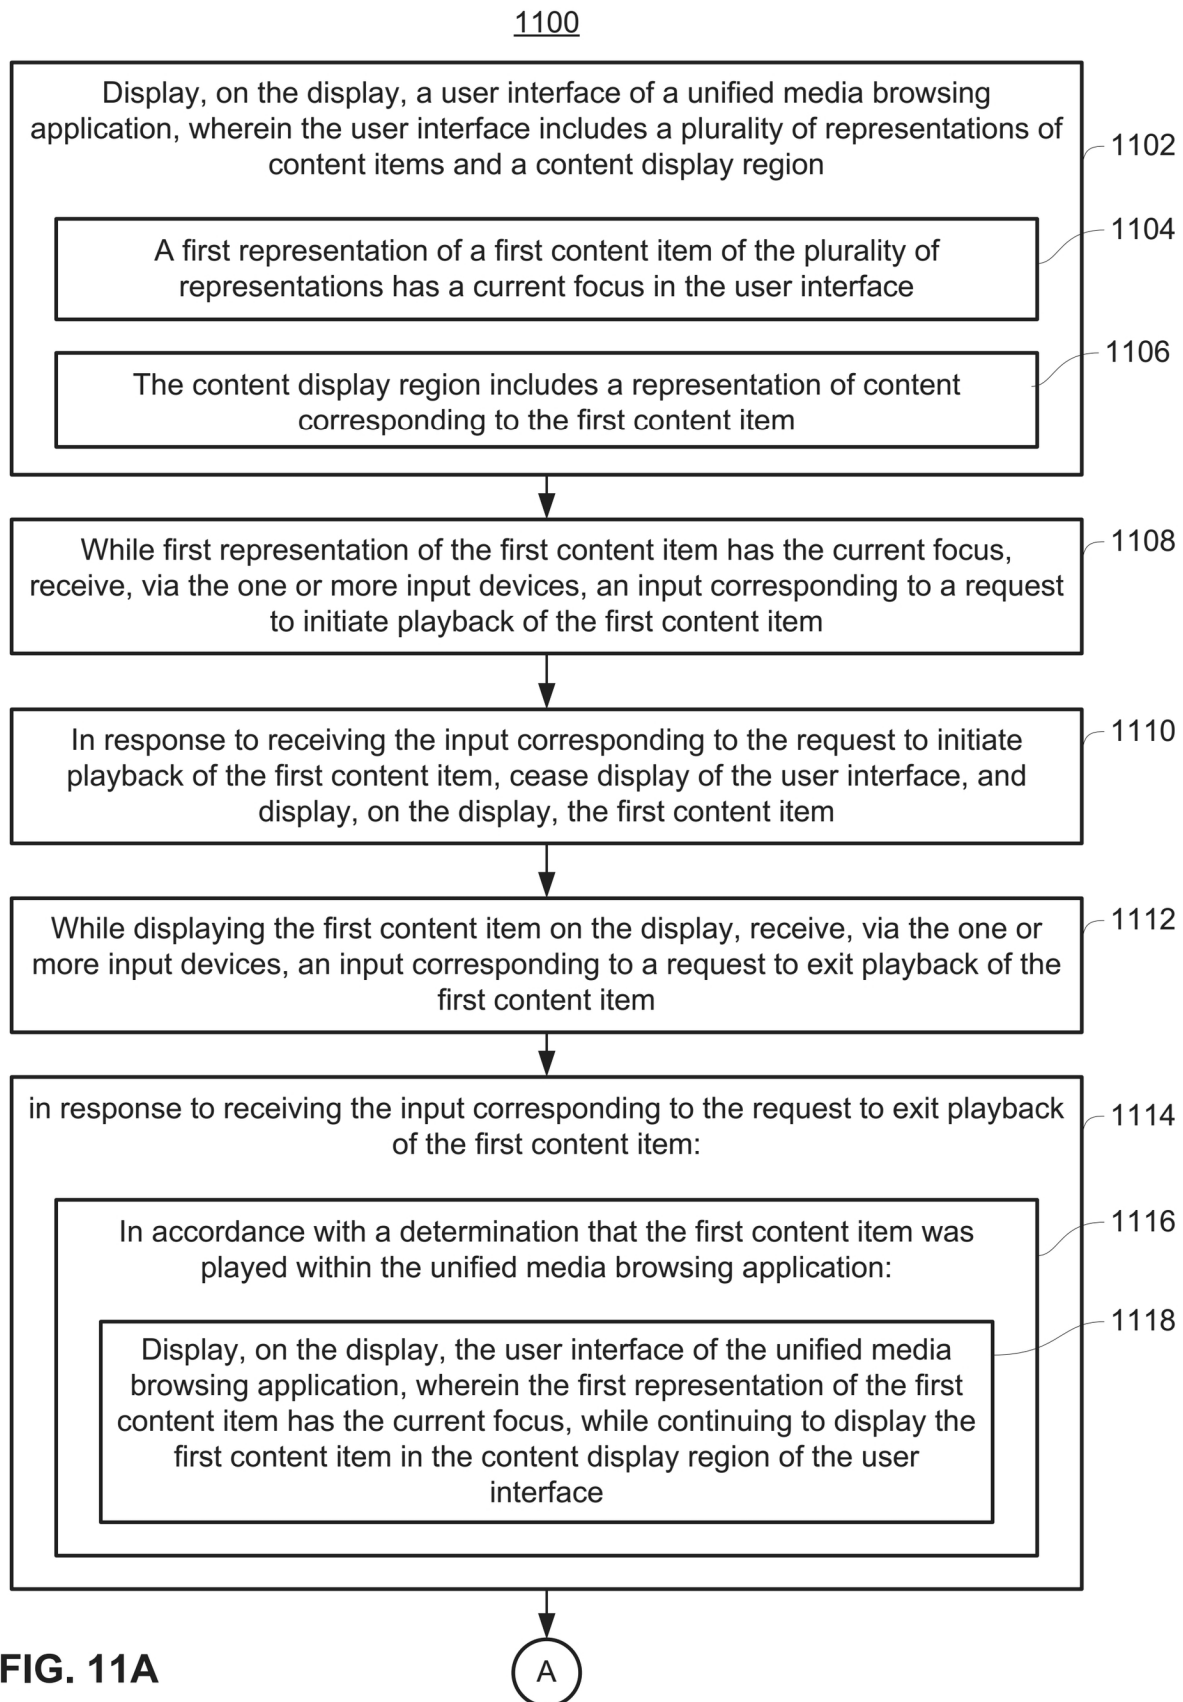 1100
Display, on the display, a user interface of a unified media browsing
application, wherein the user interface includes a plurality of representations of
content items and a content display region
1102
A first representation of a first content item of the plurality of
representations has a current focus in the user interface
1104
The content display region includes a representation of content
corresponding to the first content item
1106
While first representation of the first content item has the current focus,
receive, via the one or more input devices, an input corresponding to a request
to initiate playback of the first content item
1108
In response to receiving the input corresponding to the request to initiate
playback of the first content item, cease display of the user interface, and
display, on the display, the first content item
1110
While displaying the first content item on the display, receive, via the one or
more input devices, an input corresponding to a request to exit playback of the
first content item
1112
in response to receiving the input corresponding to the request to exit playback
of the first content item:
1114
In accordance with a determination that the first content item was
played within the unified media browsing application:
1116
Display, on the display, the user interface of the unified media
browsing application, wherein the first representation of the first
content item has the current focus, while continuing to display the
first content item in the content display region of the user
interface
1118
A
FIG. 11A